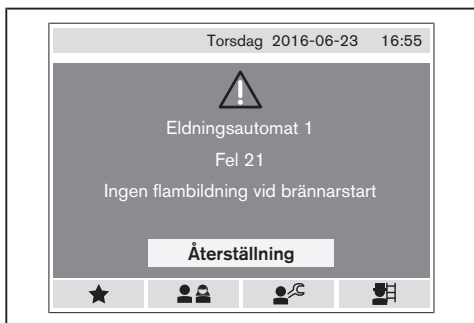 Torsdag 2016-06-23 16:55
Eldningsautomat 1
Fel 21
Ingen flambildning vid brännarstart
Återställning